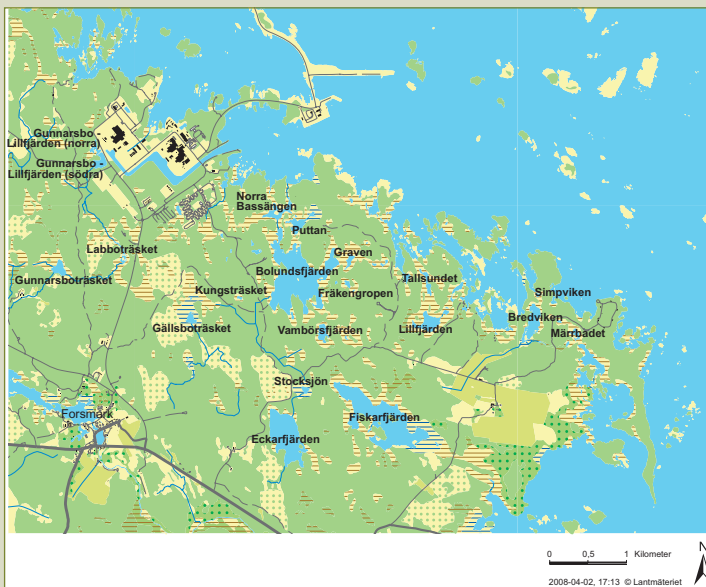 Gunnarsbo -
Lillfjärden (norra)
Gunnarsbo -
Lillfjärden (södra)
Norra
Bassängen
Puttan
Labboträsket
Graven
Gunnarsboträsket
Bolundsfjärden
Tallsundet
Kungsträsket
Fräkengropen
Simpviken
Gällsboträsket
Vambörsfjärden
Lillfjärden
Bredviken
Märrbadet
Stocksjön
Forsmark
Fiskarfjärden
Eckarfjärden
N
0 0,5 1 Kilometer
2008-04-02, 17:13 © Lantmäteriet